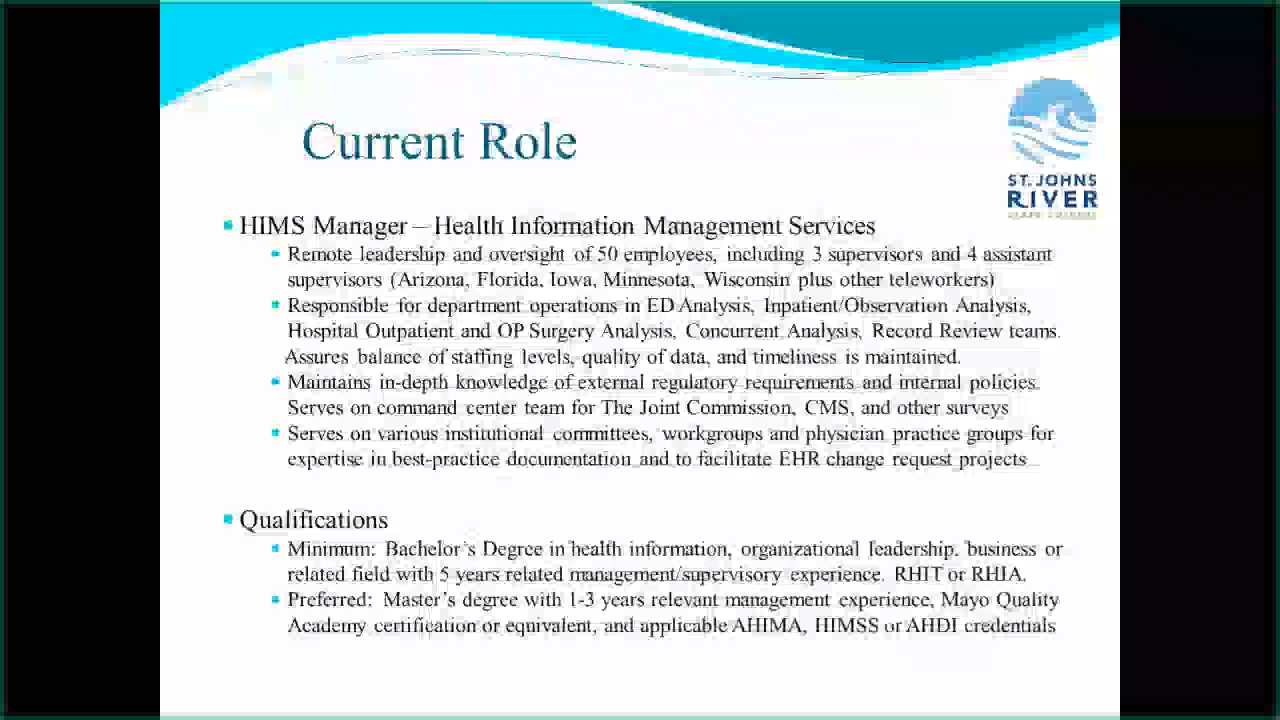 Current Role
ST. JOHNS
RIVER
STATE COLLEGE
HIMS Manager – Health Information Management Services
Remote leadership and oversight of 50 employees, including 3 supervisors and 4 assistant
supervisors (Arizona, Florida, Iowa, Minnesota, Wisconsin plus other teleworkers)
Responsible for department operations in ED Analysis, Inpatient/Observation Analysis,
Hospital Outpatient and OP Surgery Analysis, Concurrent Analysis, Record Review teams.
Assures balance of staffing levels, quality of data, and timeliness is maintained.
Maintains in-depth knowledge of external regulatory requirements and internal policies.
Serves on command center team for The Joint Commission, CMS, and other surveys
Serves on various institutional committees, workgroups and physician practice groups for
expertise in best-practice documentation and to facilitate EHR change request projects
Qualifications
Minimum: Bachelor's Degree in health information, organizational leadership, business or
related field with 5 years related management/supervisory experience. RHIT or RHIA.
Preferred: Master's degree with 1-3 years relevant management experience, Mayo Quality
Academy certification or equivalent, and applicable AHIMA, HIMSS or AHDI credentials